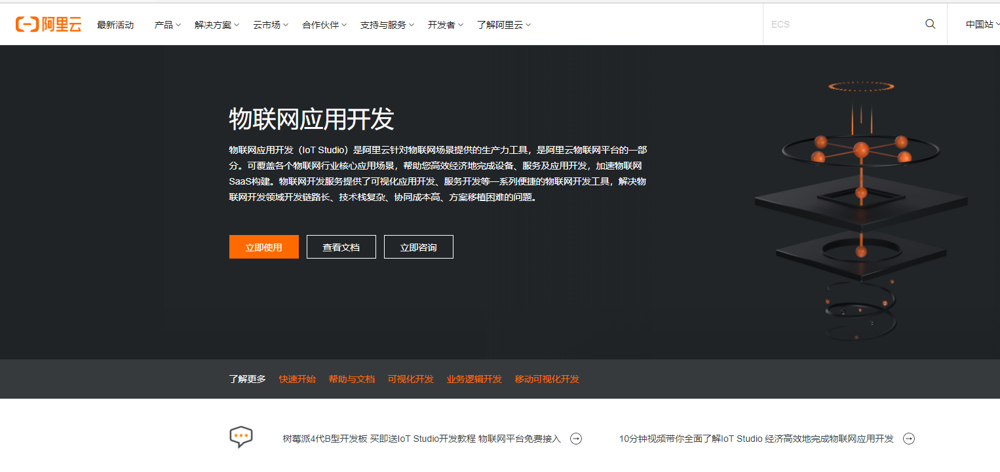 阿里云 最新活动 产品 解决方案 云市场 合作伙伴 支持与服务 开发者 了解阿里云 ECS 中国站
物联网应用开发
物联网应用开发（IoT Studio）是阿里云针对物联网场景提供的生产力工具，是阿里云物联网平台的一部
分。可覆盖各个物联网行业核心应用场景，帮助您高效经济地完成设备、服务及应用开发，加速物联网
SaaS构建。物联网开发服务提供了可视化应用开发、服务开发等一系列便捷的物联网开发工具，解决物
联网开发领域开发链路长、技术栈复杂、协同成本高、方案移植困难的问题。
立即使用 查看文档 立即咨询
了解更多 快速开始 帮助与文档 可视化开发 业务逻辑开发 移动可视化开发
树莓派4代B型开发板 买即送IoT Studio开发教程 物联网平台免费接入 10分钟视频带你全面了解IoT Studio 经济高效地完成物联网应用开发